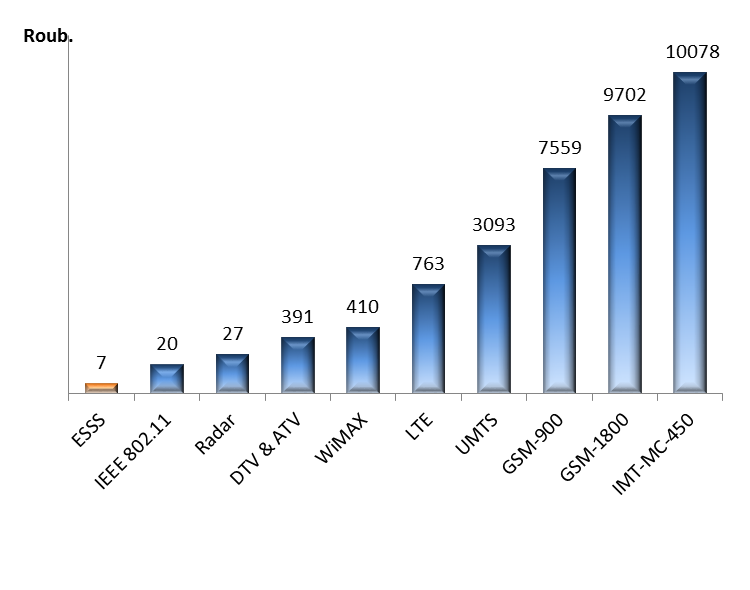 Roub.
10078
9702
7559
3093
763
410
391
27
20
7
ESSS
IEEE 802.11
Radar
DTV & ATV
WiMAX
LTE
UMTS
GSM-900
GSM-1800
IMT-MC-450